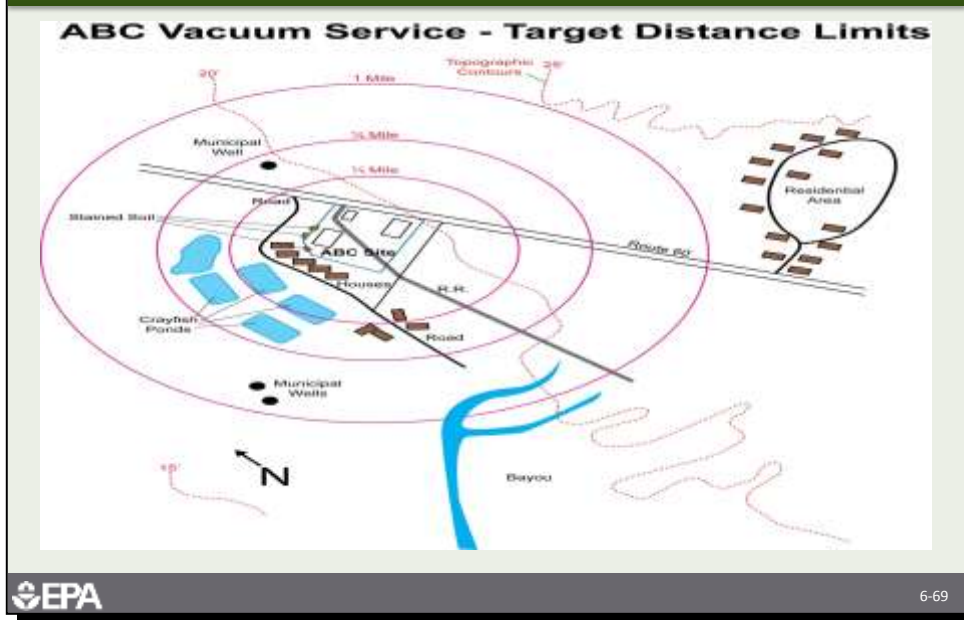 ABC Vacuum Service - Target Distance Limits
20'
Topographic
Contours
1 Mile
Municipal
Well
½ Mile
¼ Mile
Road
Stained Soil
Residential
Area
ABC Site
Route 60
Houses
R.R.
Crayfish
Ponds
Road
Municipal
Wells
15'
N
Bayou
EPA
6-69